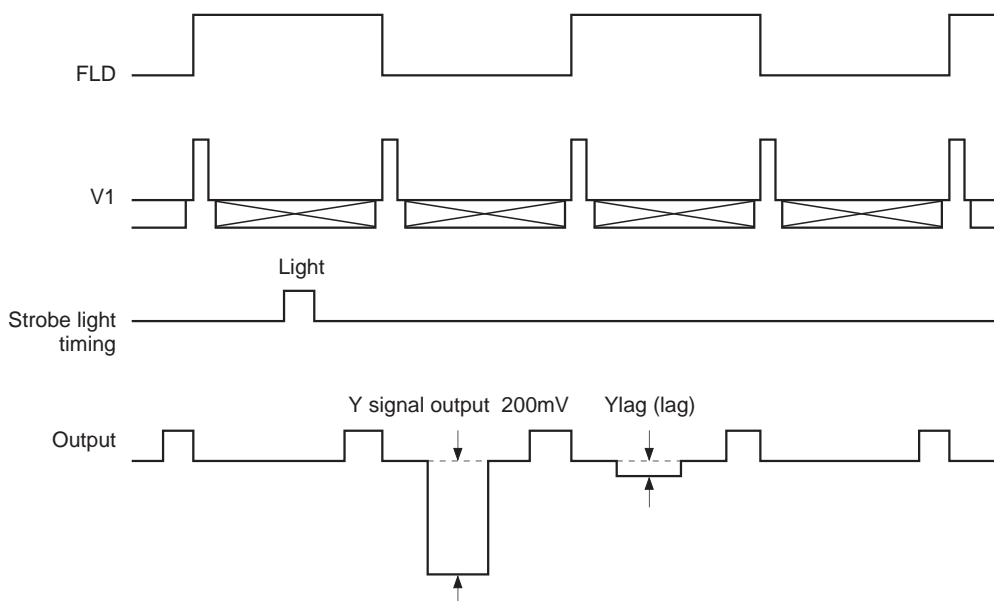 FLD
V1
Light
Strobe light
timing
Y signal output 200mV
Ylag (lag)
Output